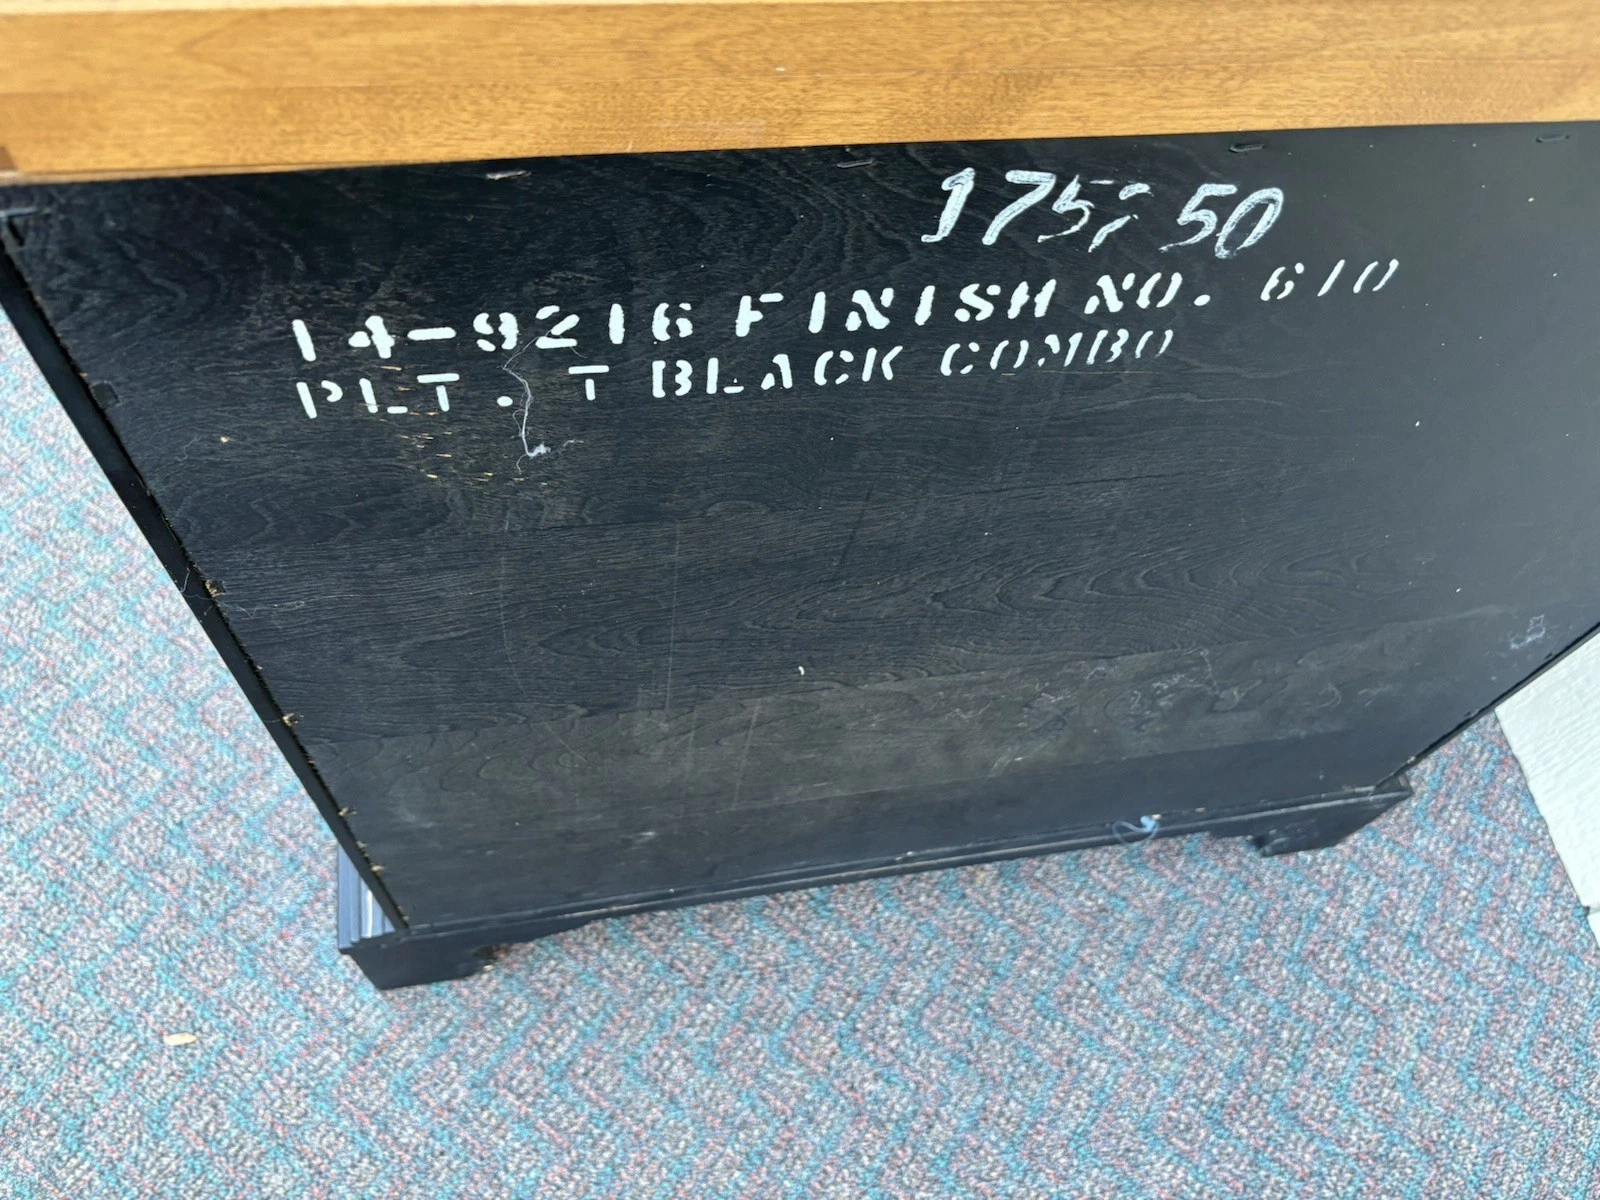 175; 50
14-9216 FINISH NO. 610
PLT. T BLACK COMBO